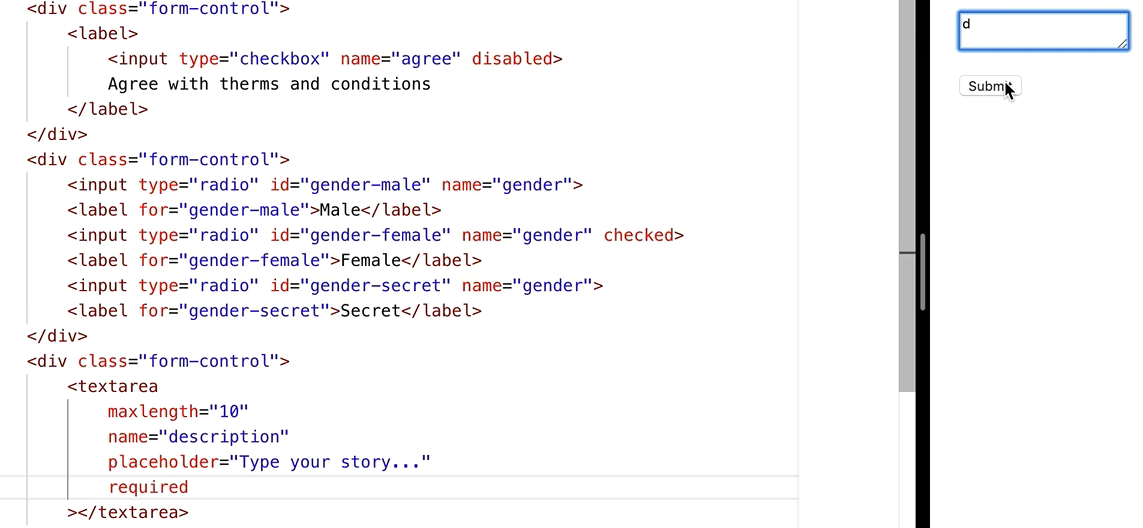 <div class="form-control">
<label>
<input type="checkbox" name="agree" disabled>
Agree with therms and conditions
</label>
</div>
<div class="form-control">
<input type="radio" id="gender-male" name="gender">
<label for="gender-male">Male</label>
<input type="radio" id="gender-female" name="gender" checked>
<label for="gender-female">Female</label>
<input type="radio" id="gender-secret" name="gender">
<label for="gender-secret">Secret</label>
</div>
<div class="form-control">
<textarea
maxlength="10"
name="description"
placeholder="Type your story..."
required
></textarea>
d
Submit